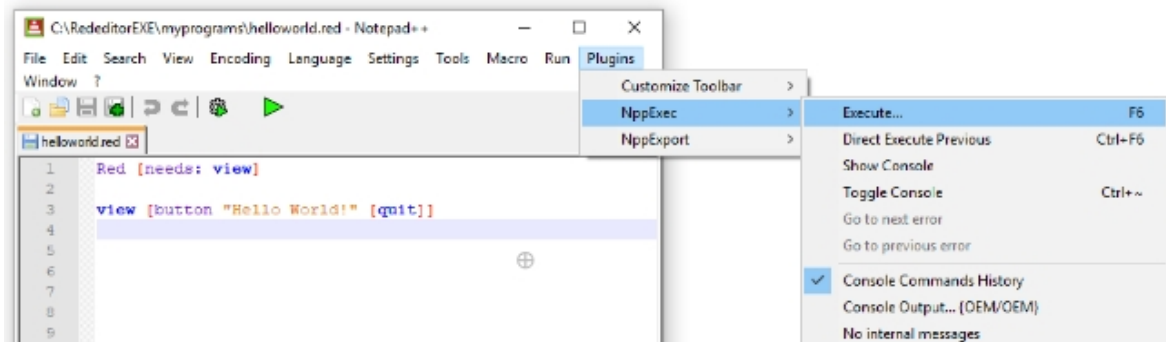 C:\RededitorEXE\myprograms\helloworld.red - Notepad++
File Edit Search View Encoding Language Settings Tools Macro Run Plugins
Window ?
helloworld.red
1 Red [needs: view]
2
3 view [button "Hello World!" [quit]]
4
5
6
7
8
9
Customize Toolbar
NppExec
NppExport
Execute... F6
Direct Execute Previous Ctrl+F6
Show Console
Toggle Console Ctrl+~
Go to next error
Go to previous error
Console Commands History
Console Output... (OEM/OEM)
No internal messages